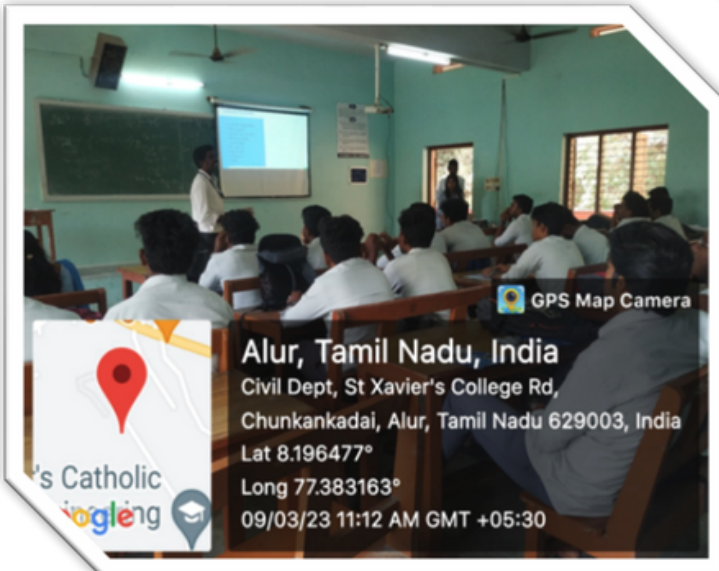 GPS Map Camera
Alur, Tamil Nadu, India
Civil Dept, St Xavier's College Rd,
Chunkankadai, Alur, Tamil Nadu 629003, India
Lat 8.196477°
Long 77.383163°
09/03/23 11:12 AM GMT +05:30
's Catholic